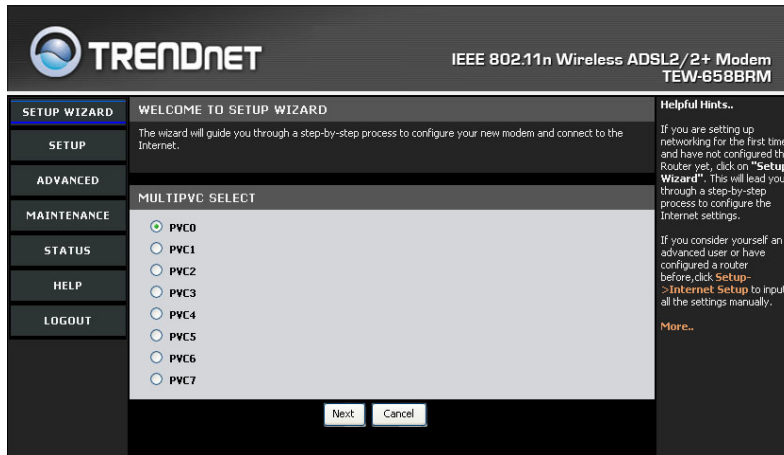 TRENDNET
IEEE 802.11n Wireless ADSL2/2+ Modem
TEW-658BRM
SETUP WIZARD
SETUP
ADVANCED
MAINTENANCE
STATUS
HELP
LOGOUT
WELCOME TO SETUP WIZARD
The wizard will guide you through a step-by-step process to configure your new modem and connect to the
Internet.
MULTIPVC SELECT
PVC0
PVC1
PVC2
PVC3
PVC4
PVC5
PVC6
PVC7
Next Cancel
Helpful Hints..
If you are setting up
networking for the first time
and have not configured th
Router yet, click on "Setup
Wizard". This will lead you
through a step-by-step
process to configure the
Internet settings.
If you consider yourself an
advanced user or have
configured a router
before,click Setup-
>Internet Setup to input
all the settings manually.
More..